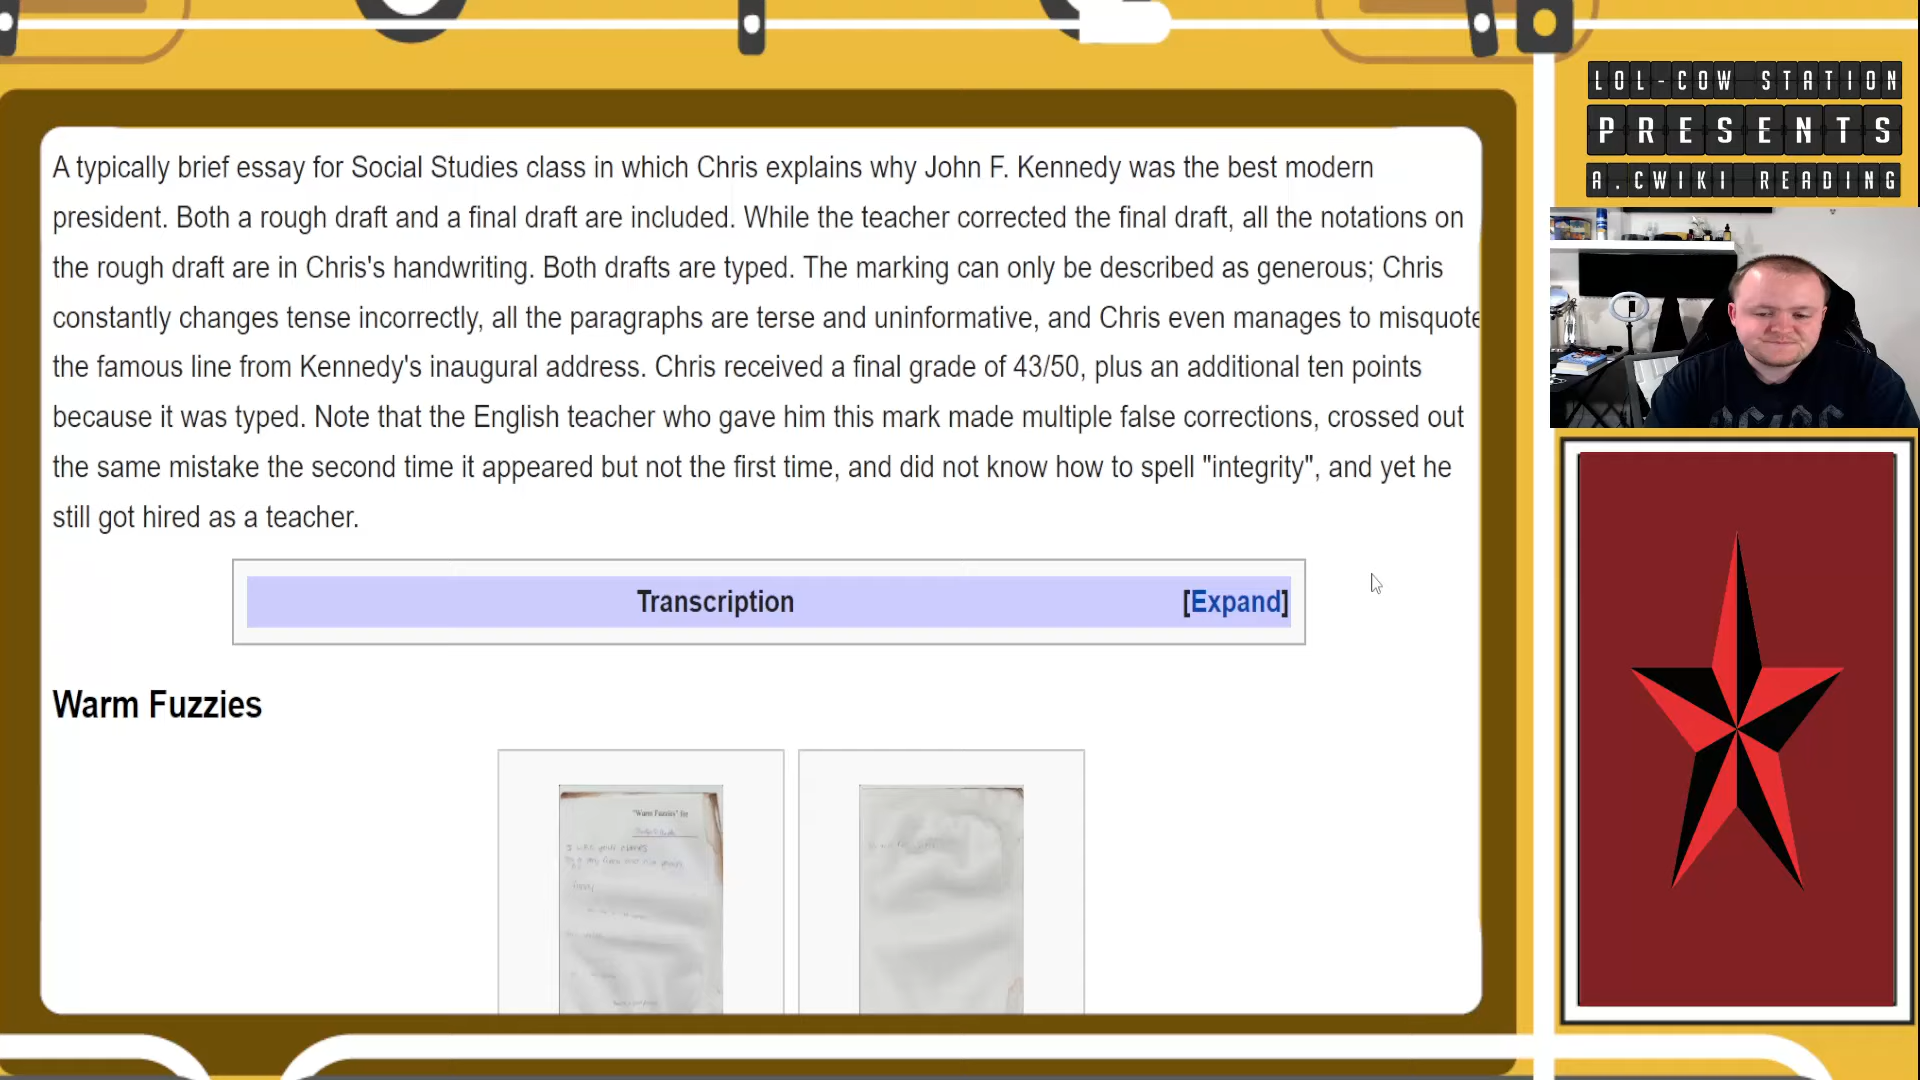 A typically brief essay for Social Studies class in which Chris explains why John F. Kennedy was the best modern
president. Both a rough draft and a final draft are included. While the teacher corrected the final draft, all the notations on
the rough draft are in Chris's handwriting. Both drafts are typed. The marking can only be described as generous; Chris
constantly changes tense incorrectly, all the paragraphs are terse and uninformative, and Chris even manages to misquote
the famous line from Kennedy's inaugural address. Chris received a final grade of 43/50, plus an additional ten points
because it was typed. Note that the English teacher who gave him this mark made multiple false corrections, crossed out
the same mistake the second time it appeared but not the first time, and did not know how to spell "integrity", and yet he
still got hired as a teacher.
Transcription [Expand]
Warm Fuzzies
"Warm Fuzzies" for
LOL-COW STATION
PRESENTS
A.CWIKI READING
AC/DC